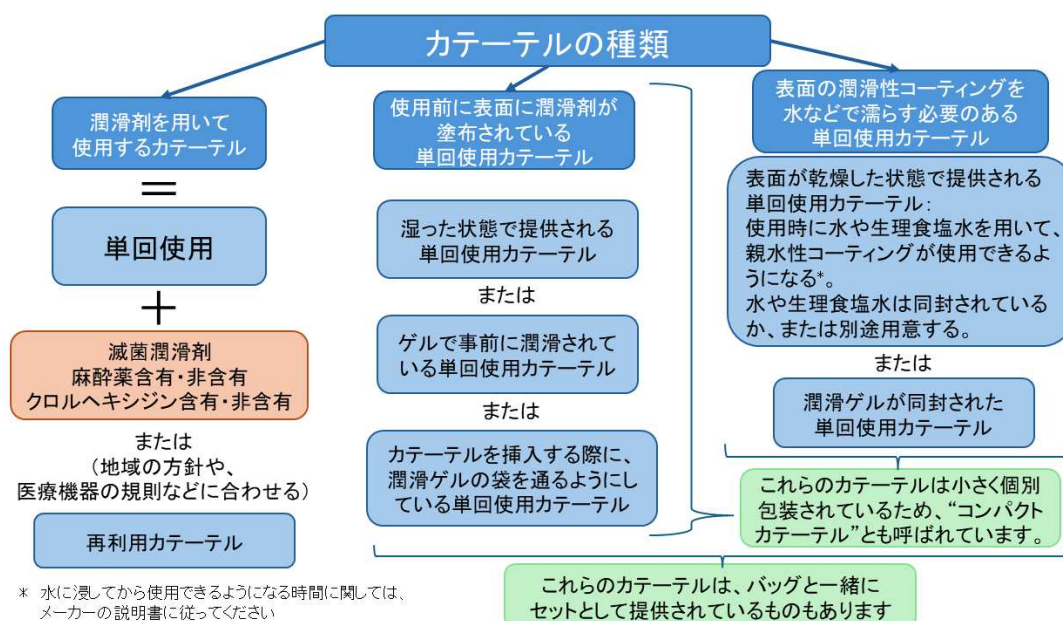 カテーテルの種類
潤滑剤を用いて
使用するカテーテル
＝
単回使用
＋
滅菌潤滑剤
麻酔薬含有・非含有
クロルヘキシジン含有・非含有
または
（地域の方針や、
医療機器の規則などに合わせる）
再利用カテーテル
使用前に表面に潤滑剤が
塗布されている
単回使用カテーテル
湿った状態で提供される
単回使用カテーテル
または
ゲルで事前に潤滑されて
いる単回使用カテーテル
または
カテーテルを挿入する際に、
潤滑ゲルの袋を通るようにし
ている単回使用カテーテル
表面の潤滑性コーティングを
水などで濡らす必要のある
単回使用カテーテル
表面が乾燥した状態で提供される
単回使用カテーテル：
使用時に水や生理食塩水を用いて、
親水性コーティングが使用できるよ
うになる*。
水や生理食塩水は同封されている
か、または別途用意する。
または
潤滑ゲルが同封された
単回使用カテーテル
これらのカテーテルは小さく個別
包装されているため、“コンパクト
カテーテル”とも呼ばれています。
これらのカテーテルは、バッグと一緒に
セットとして提供されているものもあります
* 水に浸してから使用できるようになる時間に関しては、
メーカーの説明書に従ってください